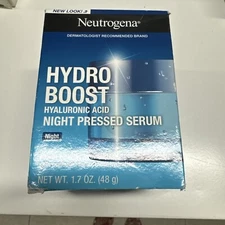 NEW LOOK!
Neutrogena®
DERMATOLOGIST RECOMMENDED BRAND
HYDRO
BOOST
HYALURONIC ACID
NIGHT PRESSED SERUM
Night
NET WT. 1.7 OZ. (48 g)